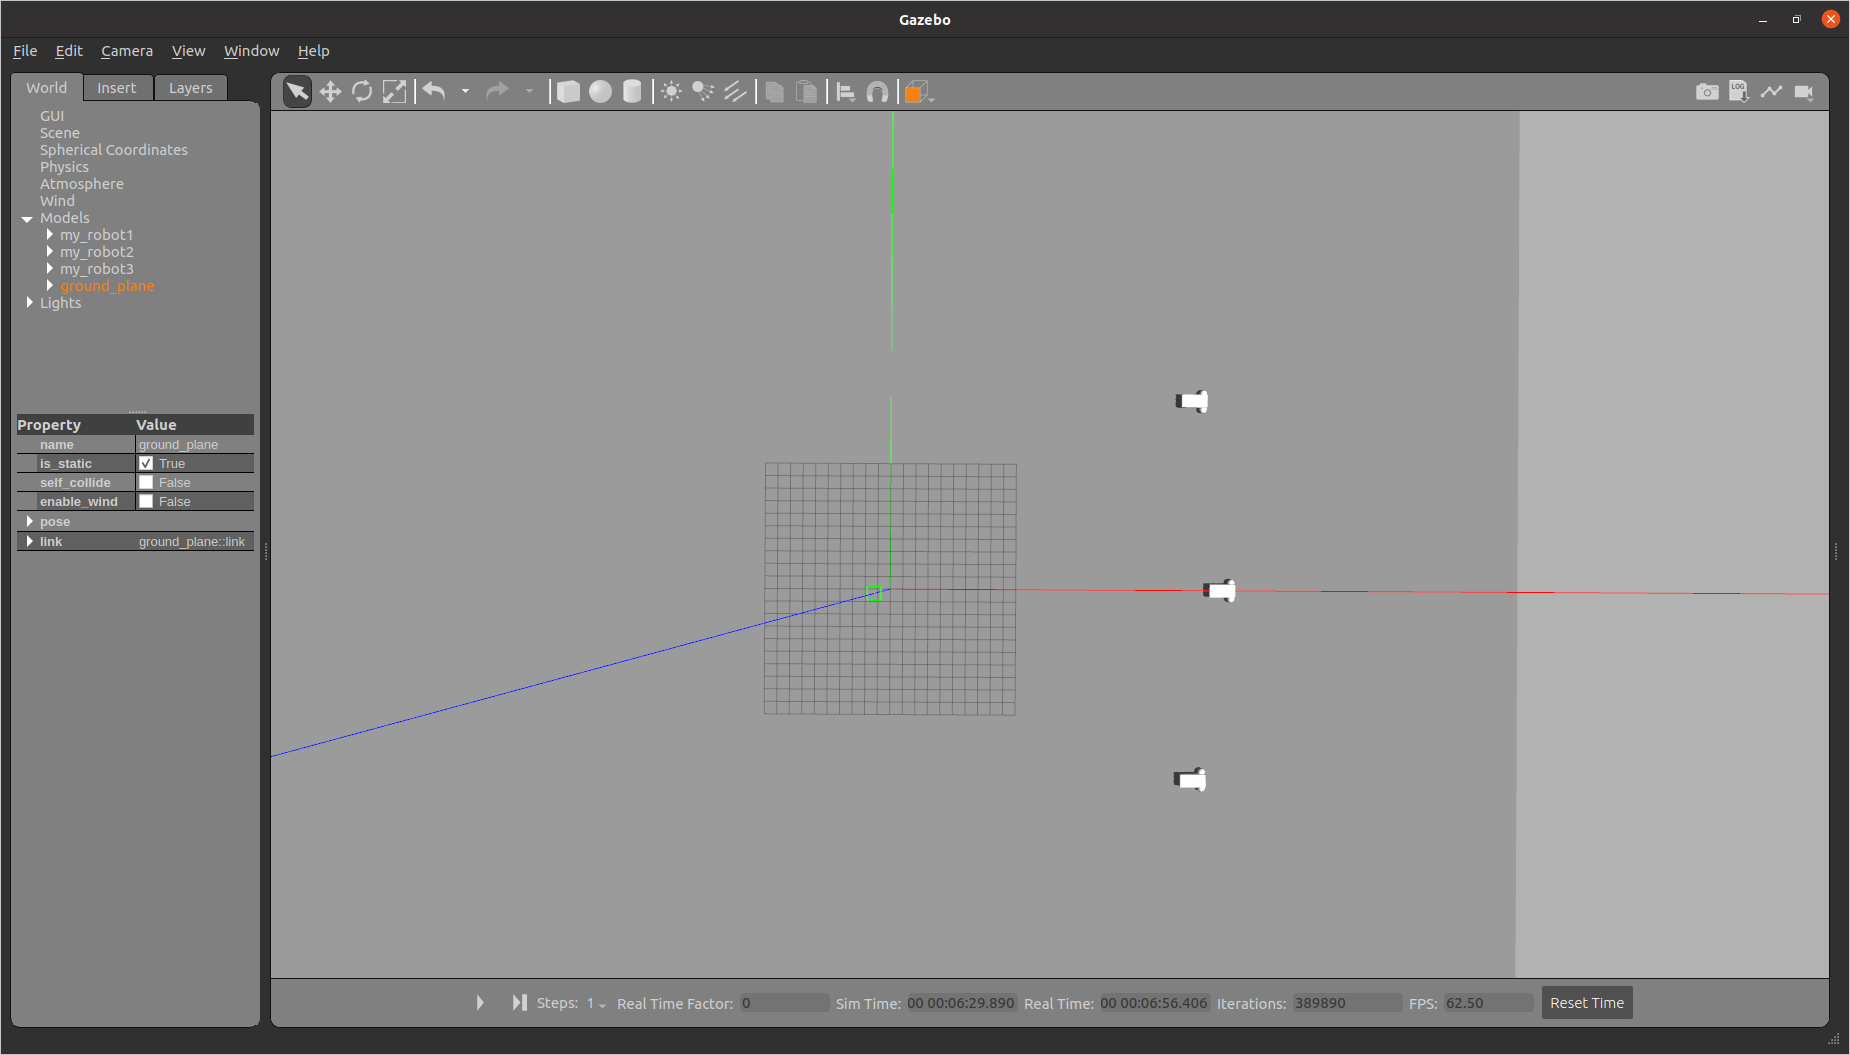 Gazebo
File Edit Camera View Window Help
World Insert Layers
LOG
GUI
Scene
Spherical Coordinates
Physics
Atmosphere
Wind
Models
my_robot1
my_robot2
my_robot3
ground_plane
Lights
Property Value
name ground_plane
is_static True
self_collide False
enable_wind False
pose
link ground_plane::link
Steps: 1 Real Time Factor: 0 Sim Time: 00 00:06:29.890 Real Time: 00 00:06:56.406 Iterations: 389890 FPS: 62.50 Reset Time